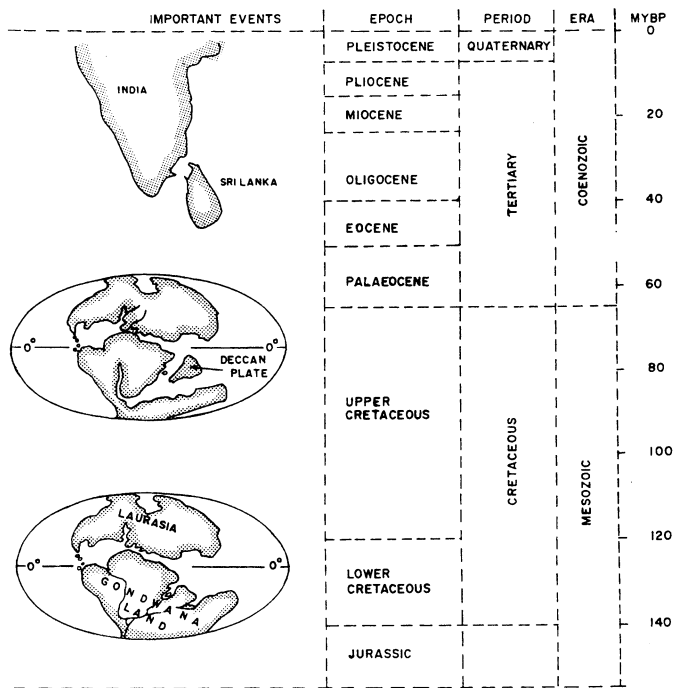 IMPORTANT EVENTS EPOCH PERIOD ERA MYBP
0
PLEISTOCENE QUATERNARY
INDIA
PLIOCENE
MIOCENE
20
TERTIARY
COENOZOIC
SRI LANKA
OLIGOCENE
40
EOCENE
PALAEOCENE
60
0° 0°
DECCAN
PLATE
80
UPPER
CRETACEOUS
CRETACEOUS
MESOZOIC
100
LAURASIA
120
0° 0°
GONDWANA
LAND
LOWER
CRETACEOUS
140
JURASSIC